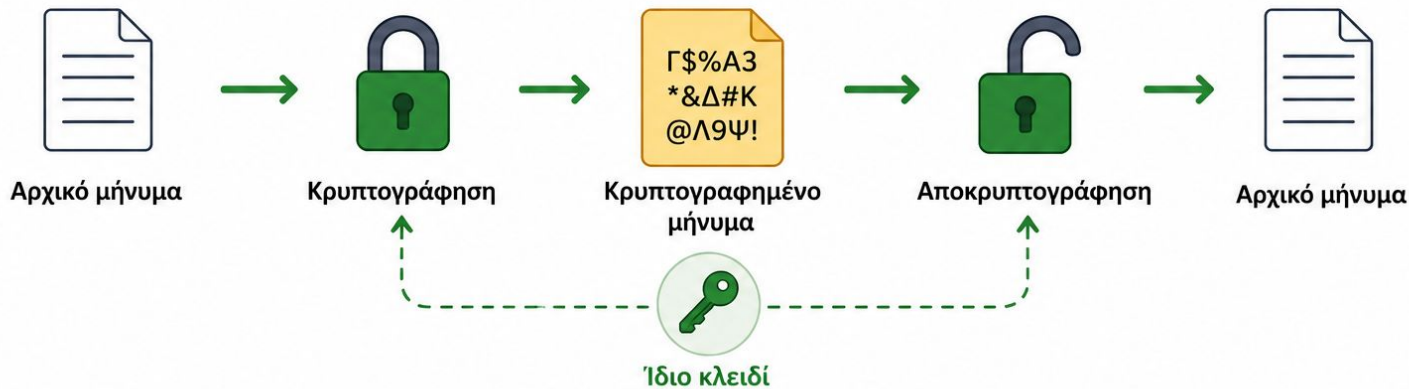 Γ$%Α3
*&Δ#Κ
@Λ9Ψ!
Αρχικό μήνυμα
Κρυπτογράφηση
Κρυπτογραφημένο
μήνυμα
Αποκρυπτογράφηση
Αρχικό μήνυμα
Ίδιο κλειδί